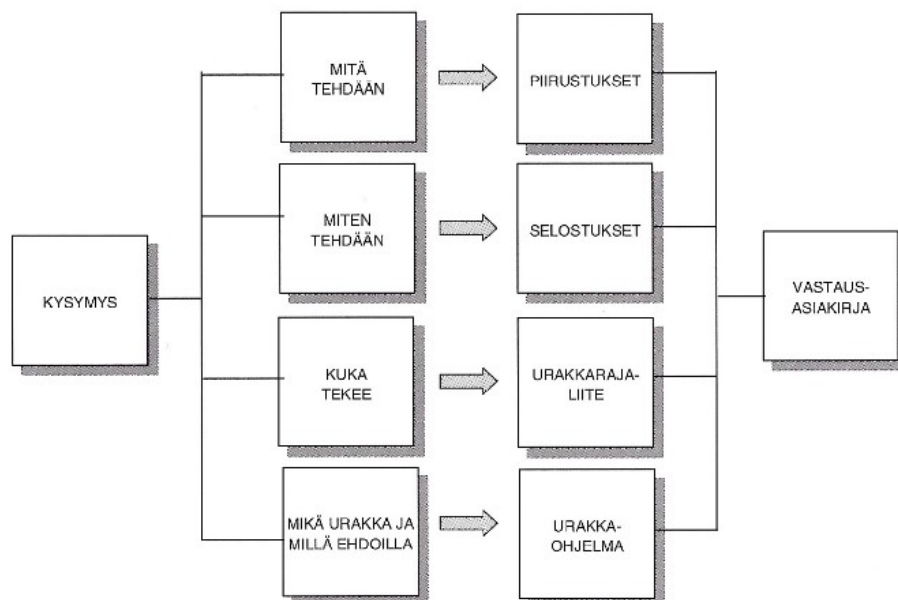 MITÄ
TEHDÄÄN
PIIRUSTUKSET
MITEN
TEHDÄÄN
SELOSTUKSET
KYSYMYS
VASTAUS-
ASIAKIRJA
KUKA
TEKEE
URAKKARAJA-
LIITE
MIKÄ URAKKA JA
MILLÄ EHDOILLA
URAKKA-
OHJELMA